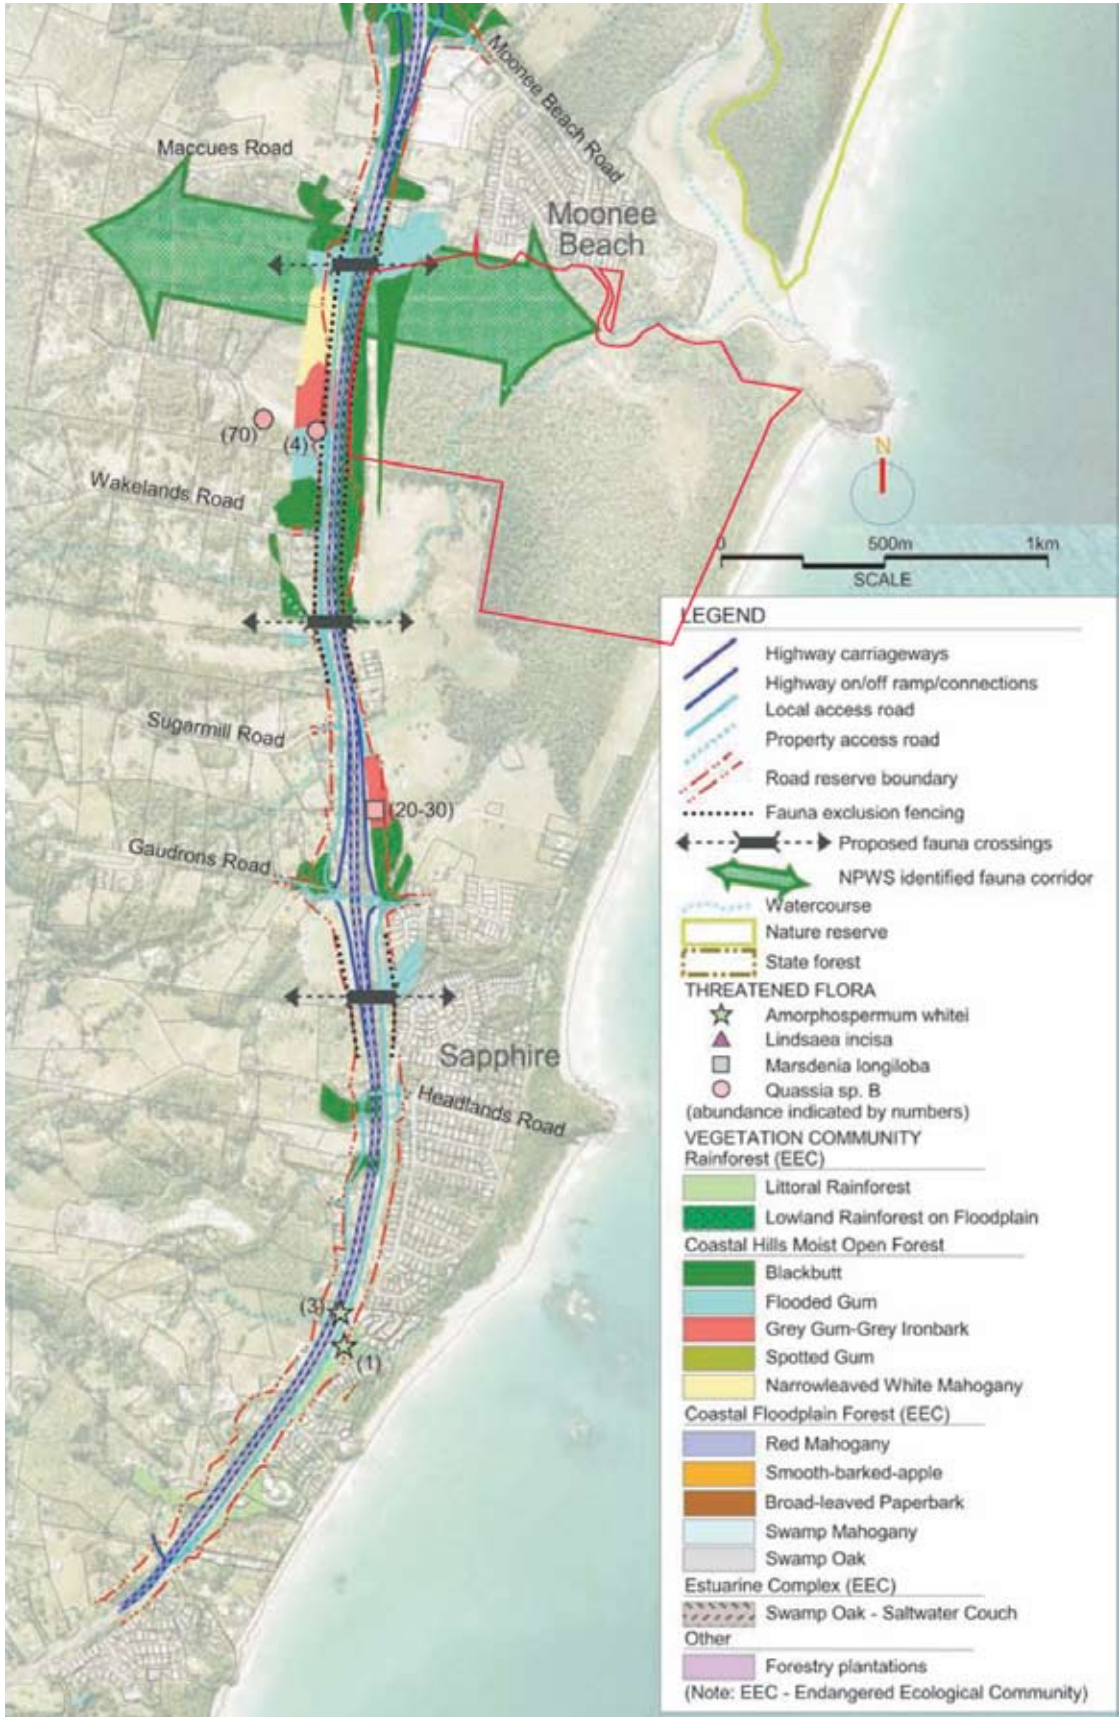 Moonee Beach Road
Maccues Road
Moonee
Beach
(70)
(4)
Wakelands Road
N
0 500m 1km
SCALE
Sugarmill Road
(20-30)
Gaudrons Road
Sapphire
Headlands Road
(3)
(1)
LEGEND
Highway carriageways
Highway on/off ramp/connections
Local access road
Property access road
Road reserve boundary
Fauna exclusion fencing
Proposed fauna crossings
NPWS identified fauna corridor
Watercourse
Nature reserve
State forest
THREATENED FLORA
Amorphospermum whitei
Lindsaea incisa
Marsdenia longiloba
Quassia sp. B
(abundance indicated by numbers)
VEGETATION COMMUNITY
Rainforest (EEC)
Littoral Rainforest
Lowland Rainforest on Floodplain
Coastal Hills Moist Open Forest
Blackbutt
Flooded Gum
Grey Gum-Grey Ironbark
Spotted Gum
Narrowleaved White Mahogany
Coastal Floodplain Forest (EEC)
Red Mahogany
Smooth-barked-apple
Broad-leaved Paperbark
Swamp Mahogany
Swamp Oak
Estuarine Complex (EEC)
Swamp Oak - Saltwater Couch
Other
Forestry plantations
(Note: EEC - Endangered Ecological Community)